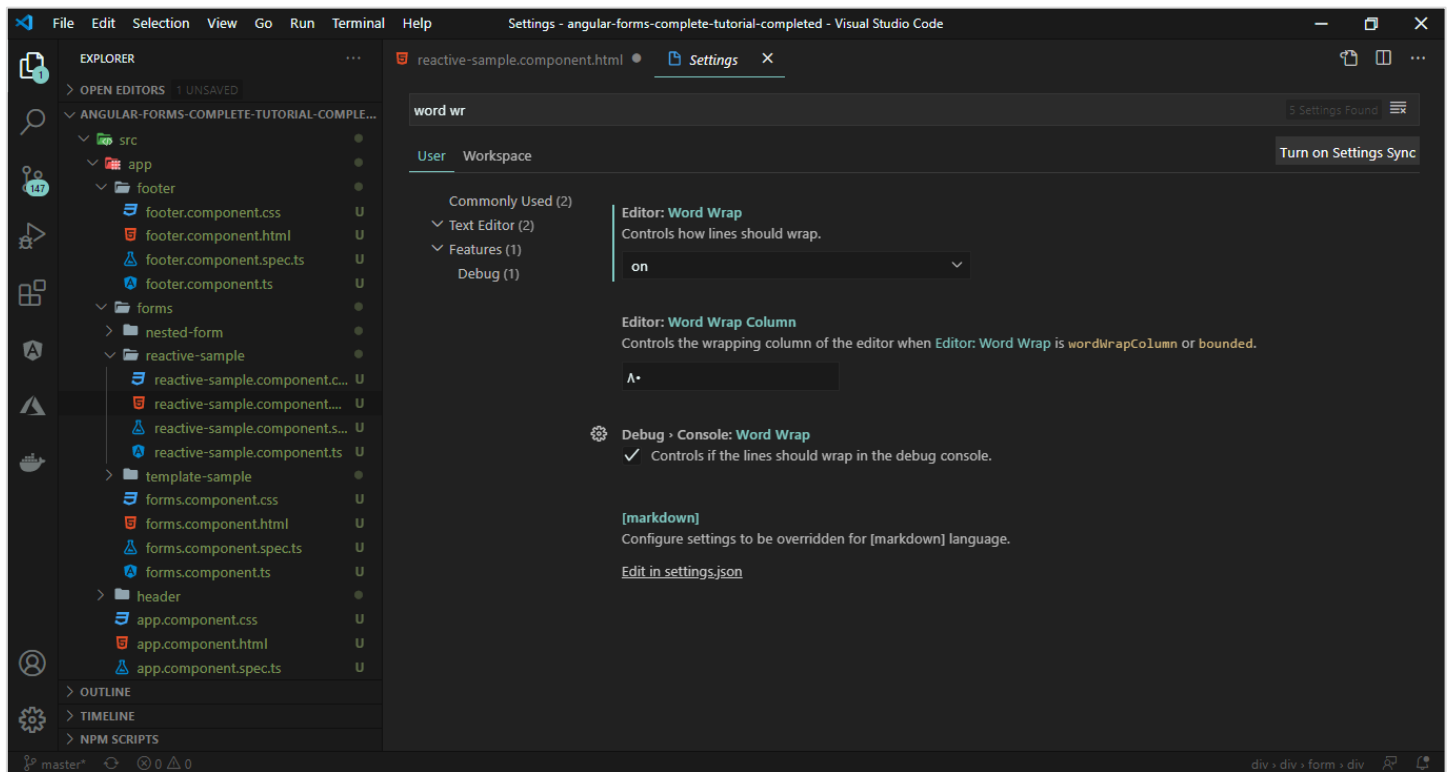 File Edit Selection View Go Run Terminal Help Settings - angular-forms-complete-tutorial-completed - Visual Studio Code
EXPLORER
1
reactive-sample.component.html
Settings
OPEN EDITORS 1 UNSAVED
ANGULAR-FORMS-COMPLETE-TUTORIAL-COMPLE...
word wr
5 Settings Found
src
app
User Workspace
Turn on Settings Sync
147
footer
footer.component.css U
footer.component.html U
footer.component.spec.ts U
footer.component.ts U
forms
nested-form
reactive-sample
reactive-sample.component.c... U
reactive-sample.component.... U
reactive-sample.component.s... U
reactive-sample.component.ts U
template-sample
forms.component.css U
forms.component.html U
forms.component.spec.ts U
forms.component.ts U
header
app.component.css U
app.component.html U
app.component.spec.ts U
OUTLINE
TIMELINE
NPM SCRIPTS
Commonly Used (2)
Text Editor (2)
Features (1)
Debug (1)
Editor: Word Wrap
Controls how lines should wrap.
on
Editor: Word Wrap Column
Controls the wrapping column of the editor when Editor: Word Wrap is wordWrapColumn or bounded.
٨٠
Debug › Console: Word Wrap
Controls if the lines should wrap in the debug console.
[markdown]
Configure settings to be overridden for [markdown] language.
Edit in settings.json
master* 0 0
div › div › form › div